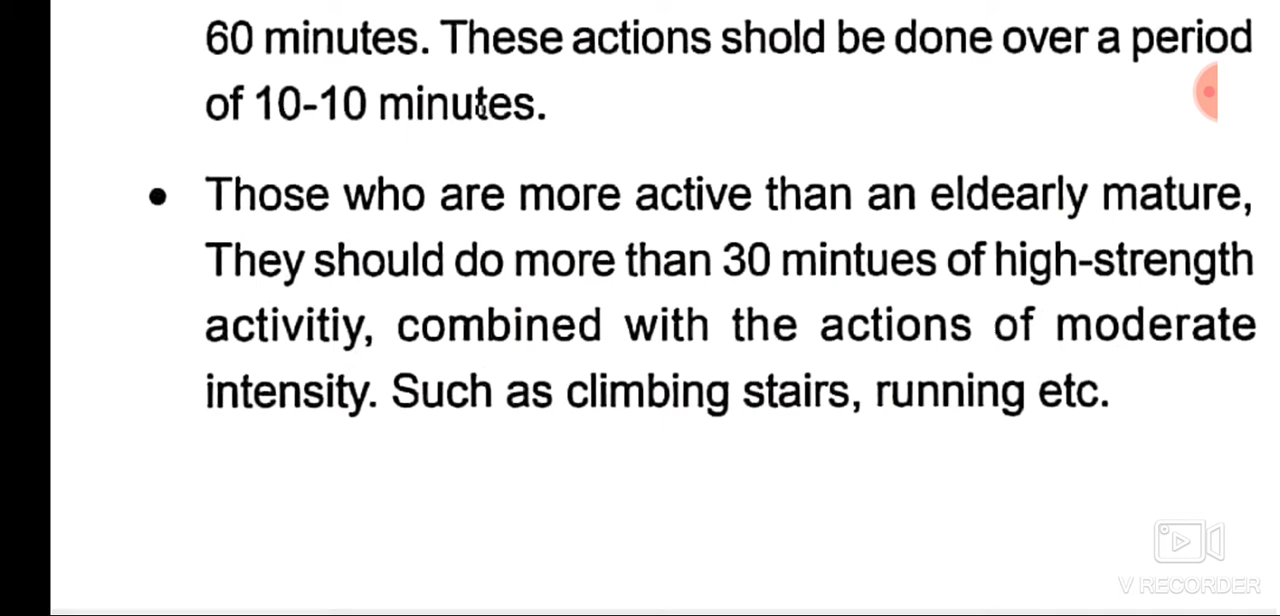 60 minutes. These actions shold be done over a period
of 10-10 minutes.
• Those who are more active than an eldearly mature,
They should do more than 30 mintues of high-strength
activitiy, combined with the actions of moderate
intensity. Such as climbing stairs, running etc.
V RECORDER